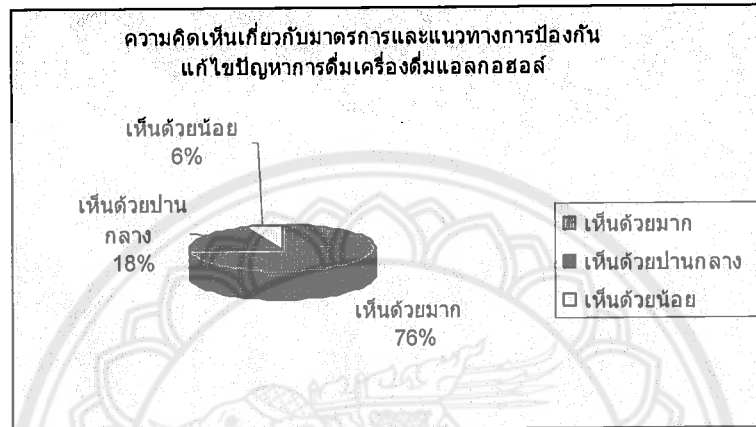 ความคิดเห็นเกี่ยวกับมาตรการและแนวทางการป้องกัน
แก้ไขปัญหาการดื่มเครื่องดื่มแอลกอฮอล์
เห็นด้วยน้อย
6%
เห็นด้วยปาน
กลาง
18%
เห็นด้วยมาก
76%
เห็นด้วยมาก
เห็นด้วยปานกลาง
เห็นด้วยน้อย